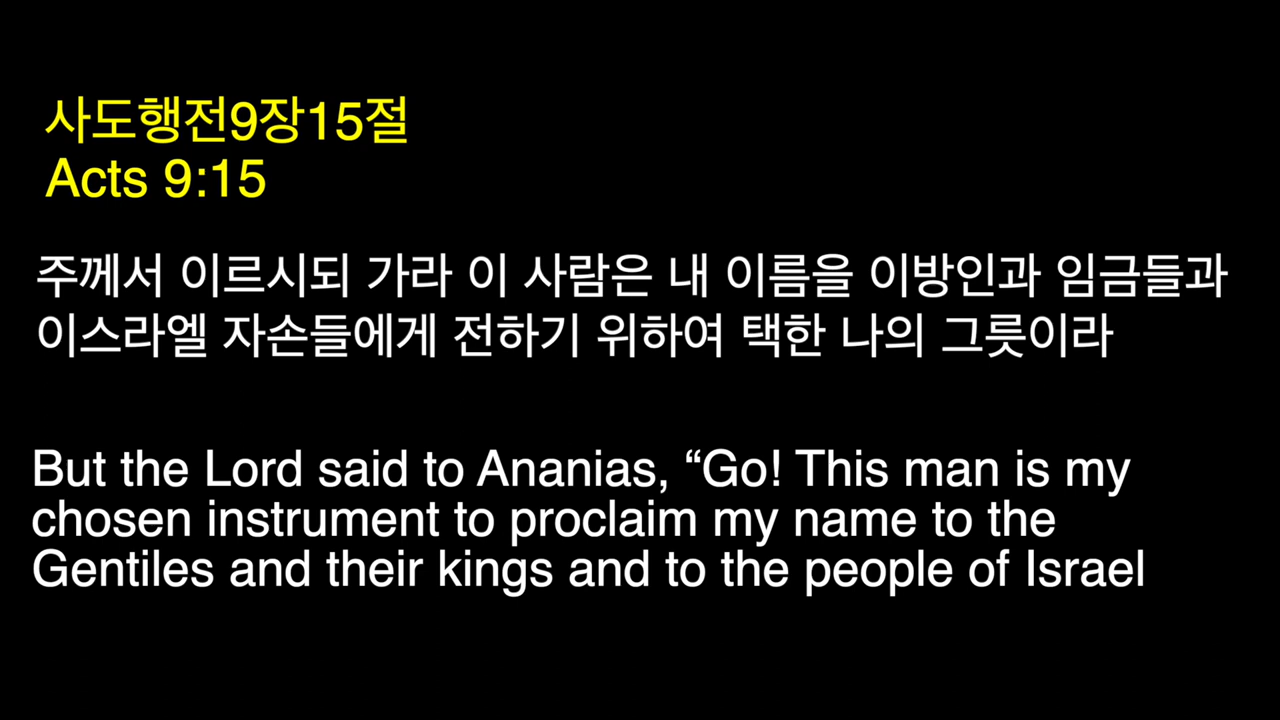 사도행전9장15절
Acts 9:15
주께서 이르시되 가라 이 사람은 내 이름을 이방인과 임금들과
이스라엘 자손들에게 전하기 위하여 택한 나의 그릇이라
But the Lord said to Ananias, “Go! This man is my
chosen instrument to proclaim my name to the
Gentiles and their kings and to the people of Israel